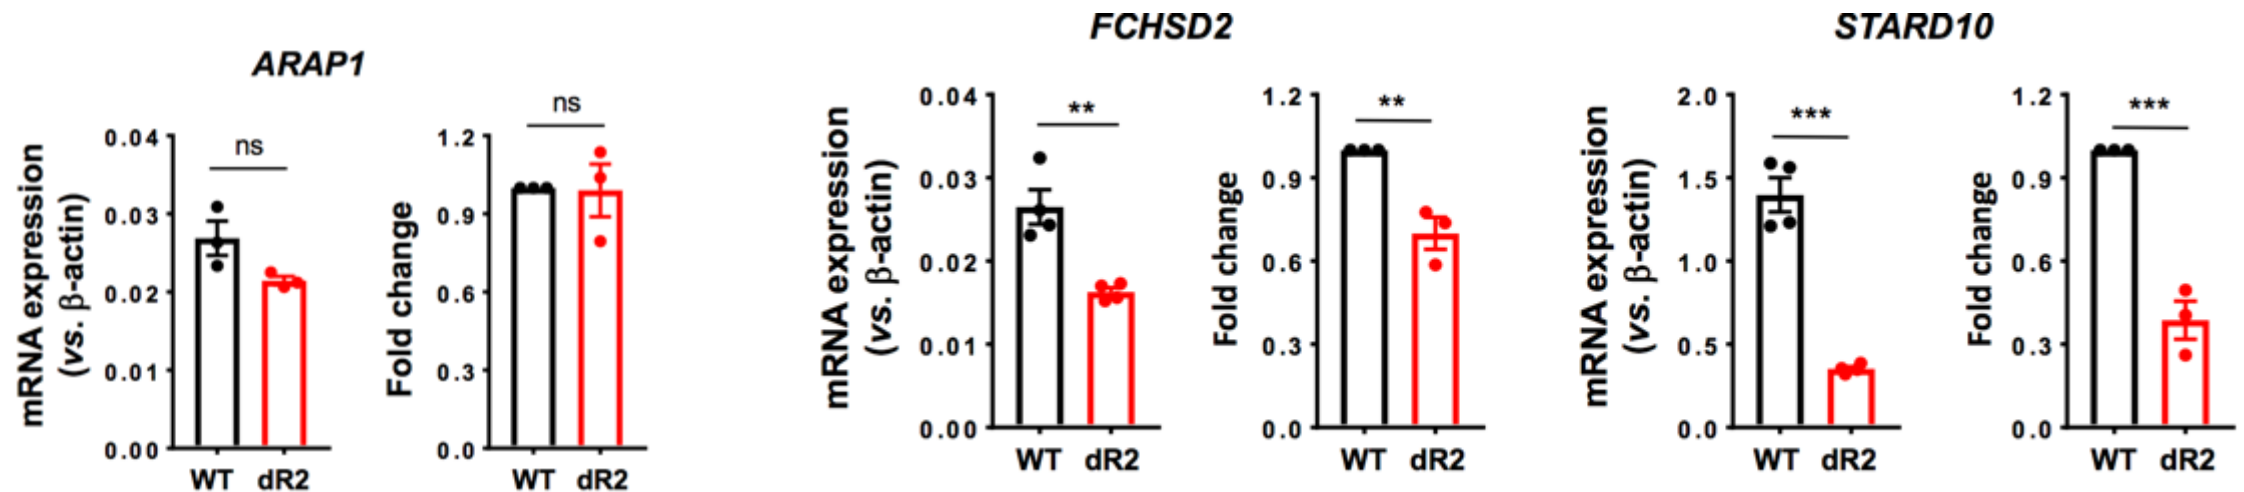 ARAP1
mRNA expression
(vs. β-actin)
0.04
0.03
0.02
0.01
0.00
ns
WT dR2
Fold change
1.2
0.9
0.6
0.3
0.0
ns
WT dR2
FCHSD2
mRNA expression
(vs. β-actin)
0.04
0.03
0.02
0.01
0.00
**
WT dR2
Fold change
1.2
0.9
0.6
0.3
0.0
**
WT dR2
STARD10
mRNA expression
(vs. β-actin)
2.0
1.5
1.0
0.5
0.0
***
WT dR2
Fold change
1.2
0.9
0.6
0.3
0.0
***
WT dR2